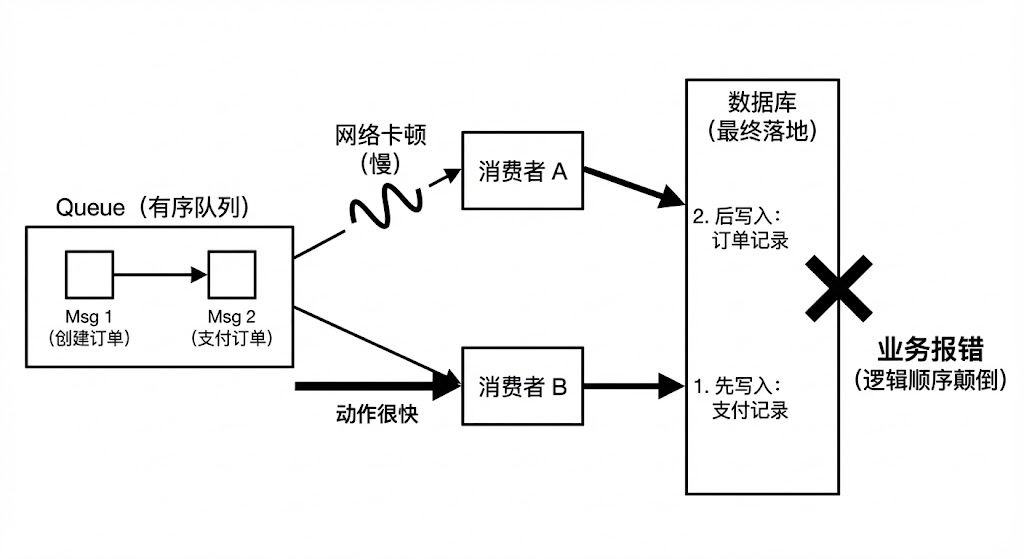 Queue（有序队列）
Msg 1
（创建订单）
Msg 2
（支付订单）
网络卡顿
（慢）
动作很快
消费者 A
消费者 B
数据库
（最终落地）
2. 后写入：
订单记录
1. 先写入：
支付记录
业务报错
（逻辑顺序颠倒）